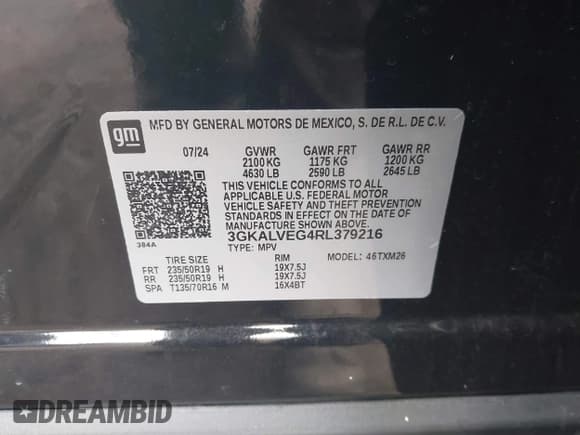 gm
MFD BY GENERAL MOTORS DE MEXICO, S. DE R.L. DE C.V.
07/24 GVWR GAWR FRT GAWR RR
2100 KG 1175 KG 1200 KG
4630 LB 2590 LB 2645 LB
THIS VEHICLE CONFORMS TO ALL
APPLICABLE U.S. FEDERAL MOTOR
VEHICLE SAFETY AND THEFT PREVENTION
STANDARDS IN EFFECT ON THE DATE OF
MANUFACTURE SHOWN ABOVE.
384A
3GKALVEG4RL379216
TYPE: MPV MODEL: 46TXM26
TIRE SIZE RIM
FRT 235/50R19 H 19X7.5J
RR 235/50R19 H 19X7.5J
SPA T135/70R16 M 16X4BT
DREAMBID